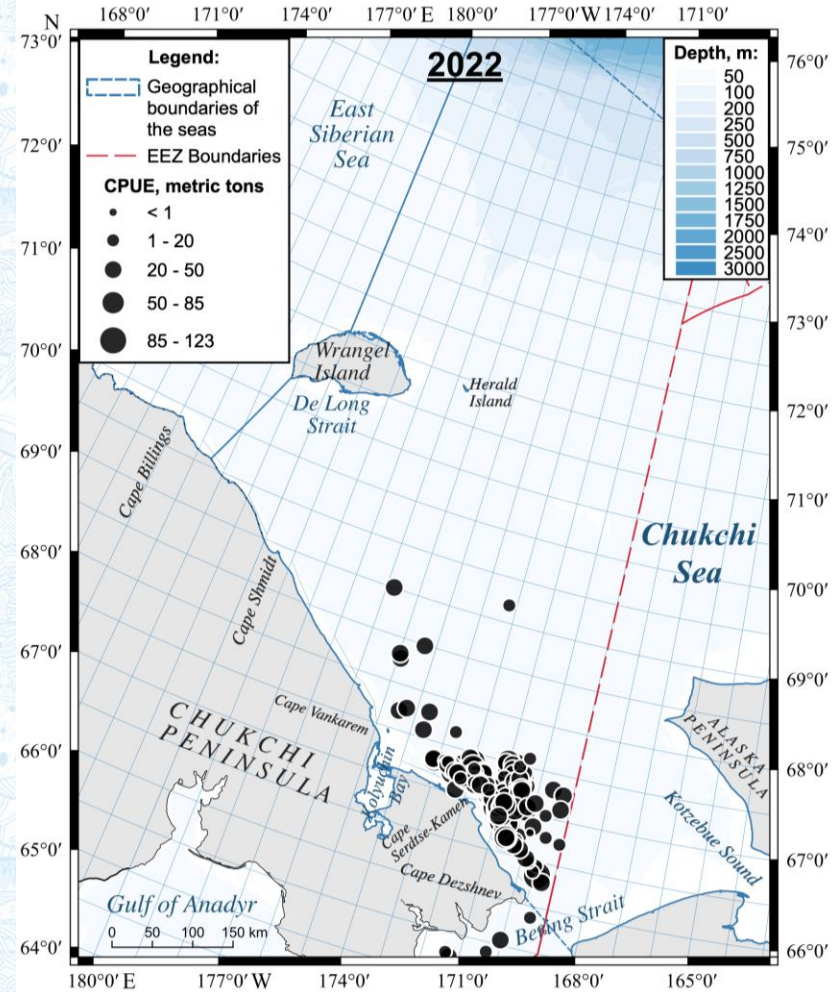 N
168°0′ 171°0′ 174°0′ 177°0′ E 180°0′ 177°0′ W 174°0′ 171°0′
73°0′
72°0′
71°0′
70°0′
69°0′
68°0′
67°0′
66°0′
65°0′
64°0′
Legend:
Geographical
boundaries of
the seas
EEZ Boundaries
CPUE, metric tons
< 1
1 - 20
20 - 50
50 - 85
85 - 123
2022
Depth, m:
50
100
200
250
500
750
1000
1250
1500
1750
2000
2500
3000
76°0′
75°0′
74°0′
73°0′
72°0′
71°0′
70°0′
69°0′
68°0′
67°0′
66°0′
East
Siberian
Sea
Wrangel
Island
Herald
Island
De Long
Strait
Cape Billings
Chukchi
Sea
Cape Shmidt
Cape Vankarem
CHUKCHI
PENINSULA
Kolyuchin
Bay
Cape
Serdtse-Kamen
Cape Dezshnev
ALASKA
PENINSULA
Kotzebue Sound
Gulf of Anadyr
Bering Strait
0 50 100 150 km
180°0′ E 177°0′ W 174°0′ 171°0′ 168°0′ 165°0′